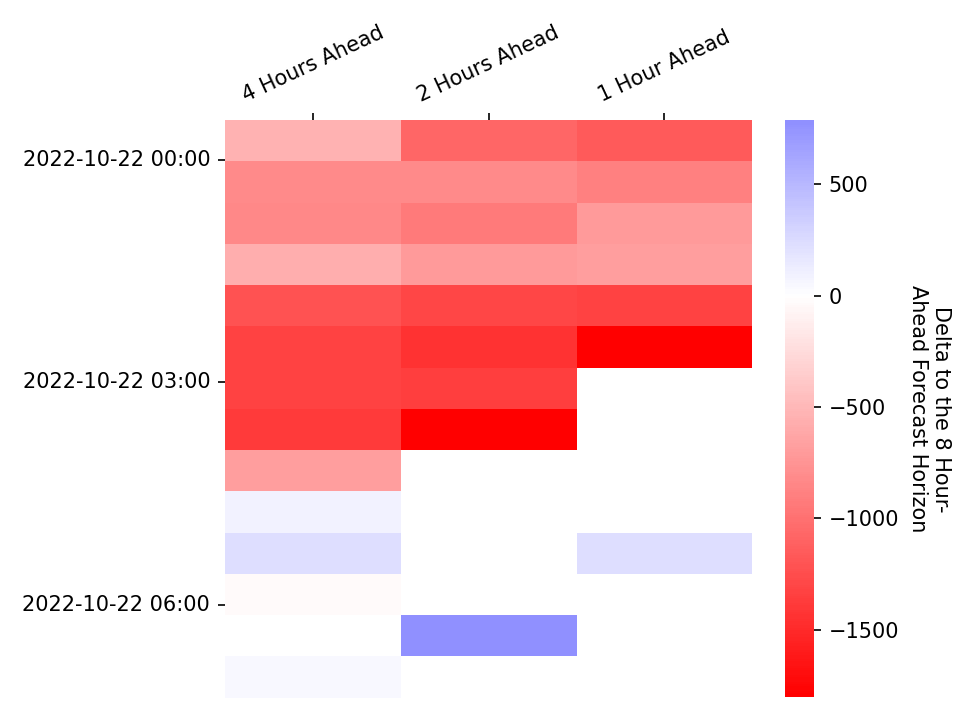 4 Hours Ahead
2 Hours Ahead
1 Hour Ahead
2022-10-22 00:00
2022-10-22 03:00
2022-10-22 06:00
500
0
−500
−1000
−1500
Delta to the 8 Hour-
Ahead Forecast Horizon